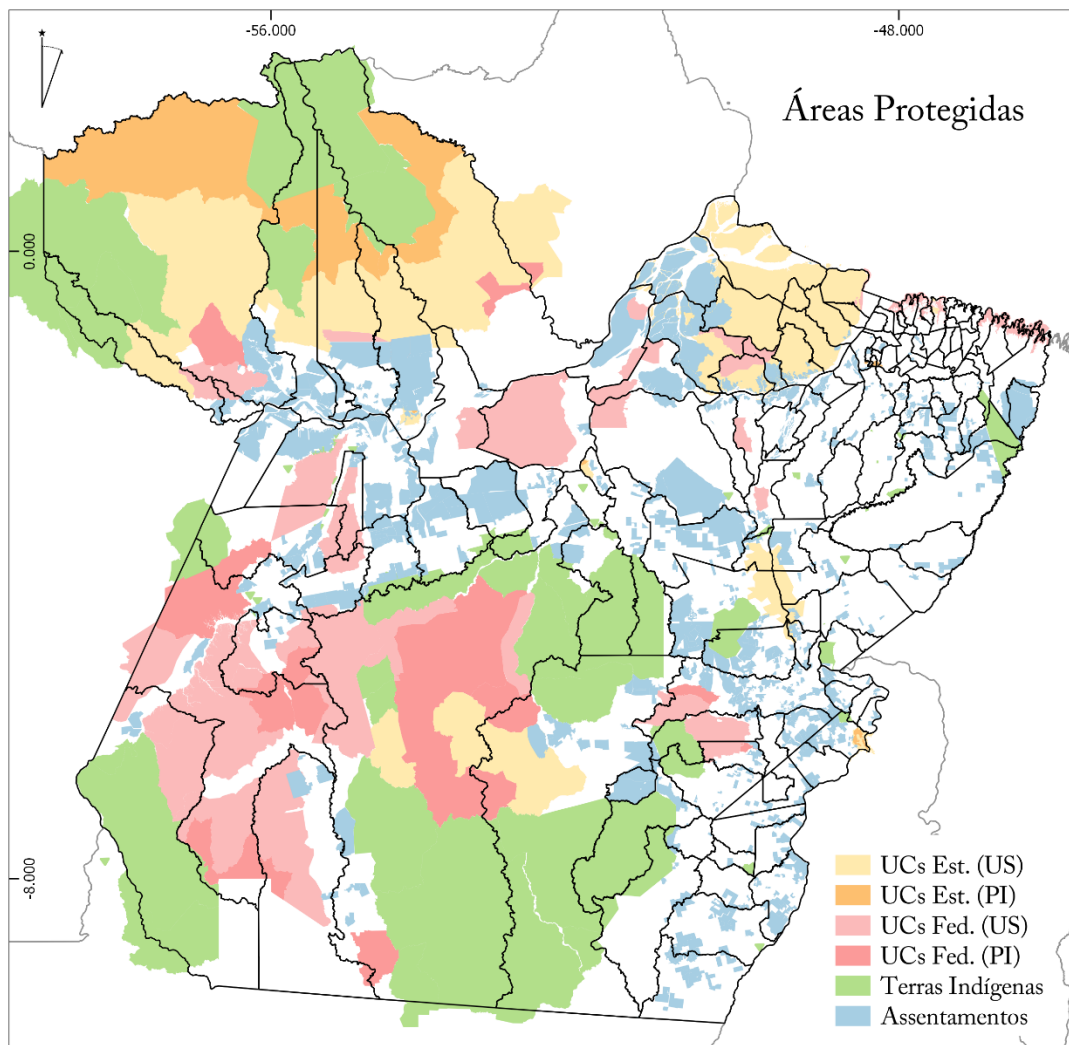 -56.000
-48.000
Áreas Protegidas
0.000
-8.000
UCs Est. (US)
UCs Est. (PI)
UCs Fed. (US)
UCs Fed. (PI)
Terras Indígenas
Assentamentos